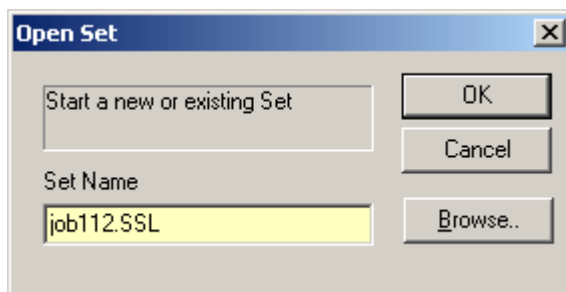 Open Set
Start a new or existing Set
OK
Cancel
Set Name
job112.SSL
Browse..